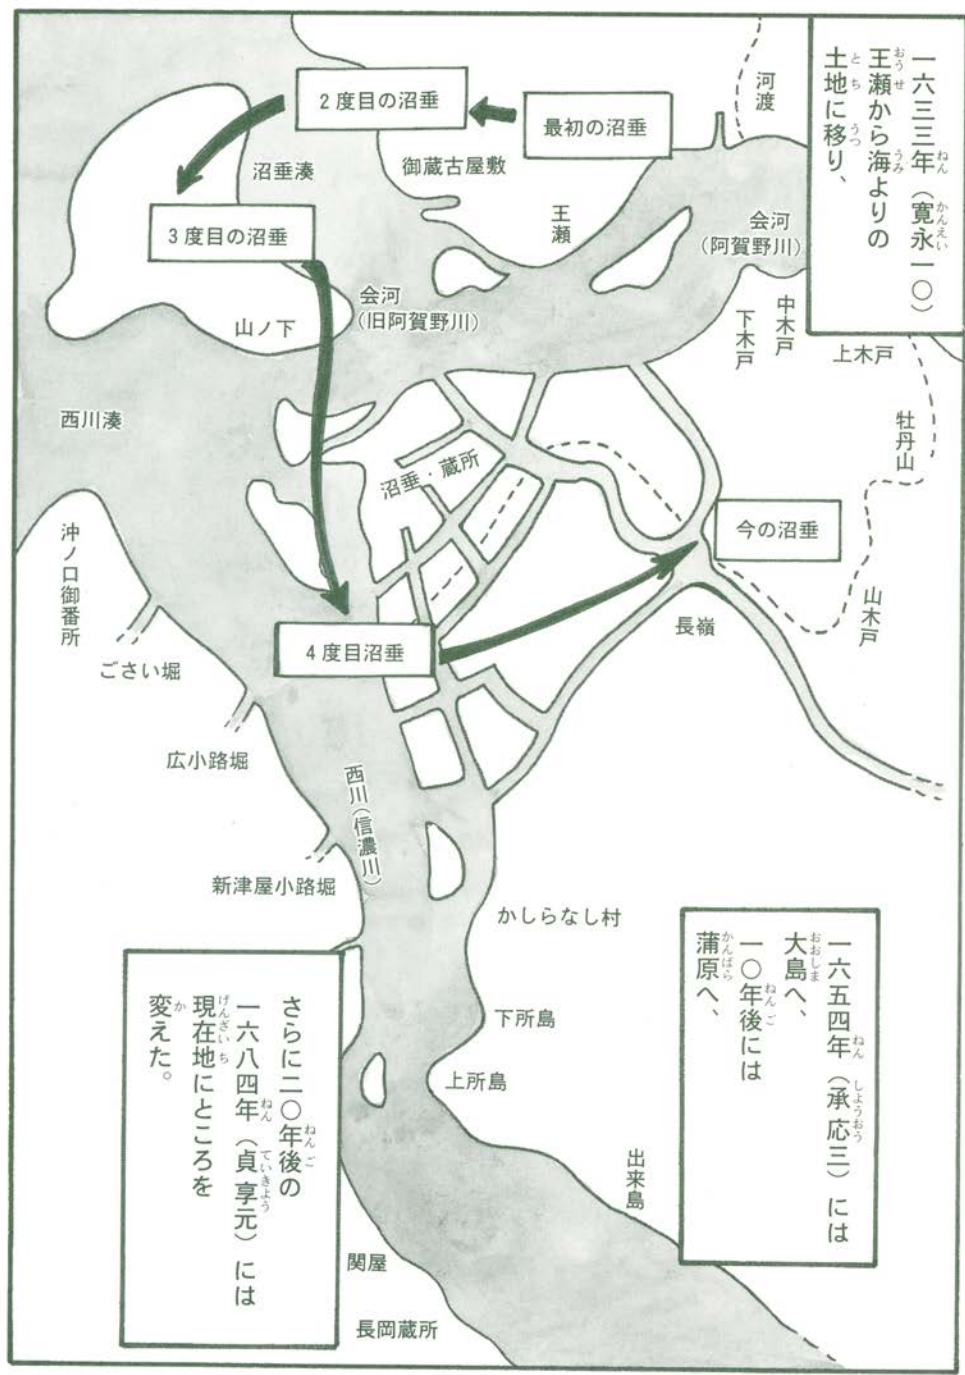 一六三三年（寛永一〇）
王瀬から海よりの
土地に移り、
河渡
2度目の沼垂
最初の沼垂
沼垂湊
御蔵古屋敷
3度目の沼垂
王瀬
会河
（阿賀野川）
会河
（旧阿賀野川）
山ノ下
中木戸
下木戸
上木戸
西川湊
牡丹山
沼垂・蔵所
今の沼垂
沖ノ口御番所
山木戸
長嶺
4度目沼垂
ごさい堀
広小路堀
西川（信濃川）
新津屋小路堀
かしらなし村
一六五四年（承応三）には
大島へ、
一〇年後には
蒲原へ、
下所島
上所島
さらに二〇年後の
一六八四年（貞享元）には
現在地にところを
変えた。
出来島
関屋
長岡蔵所